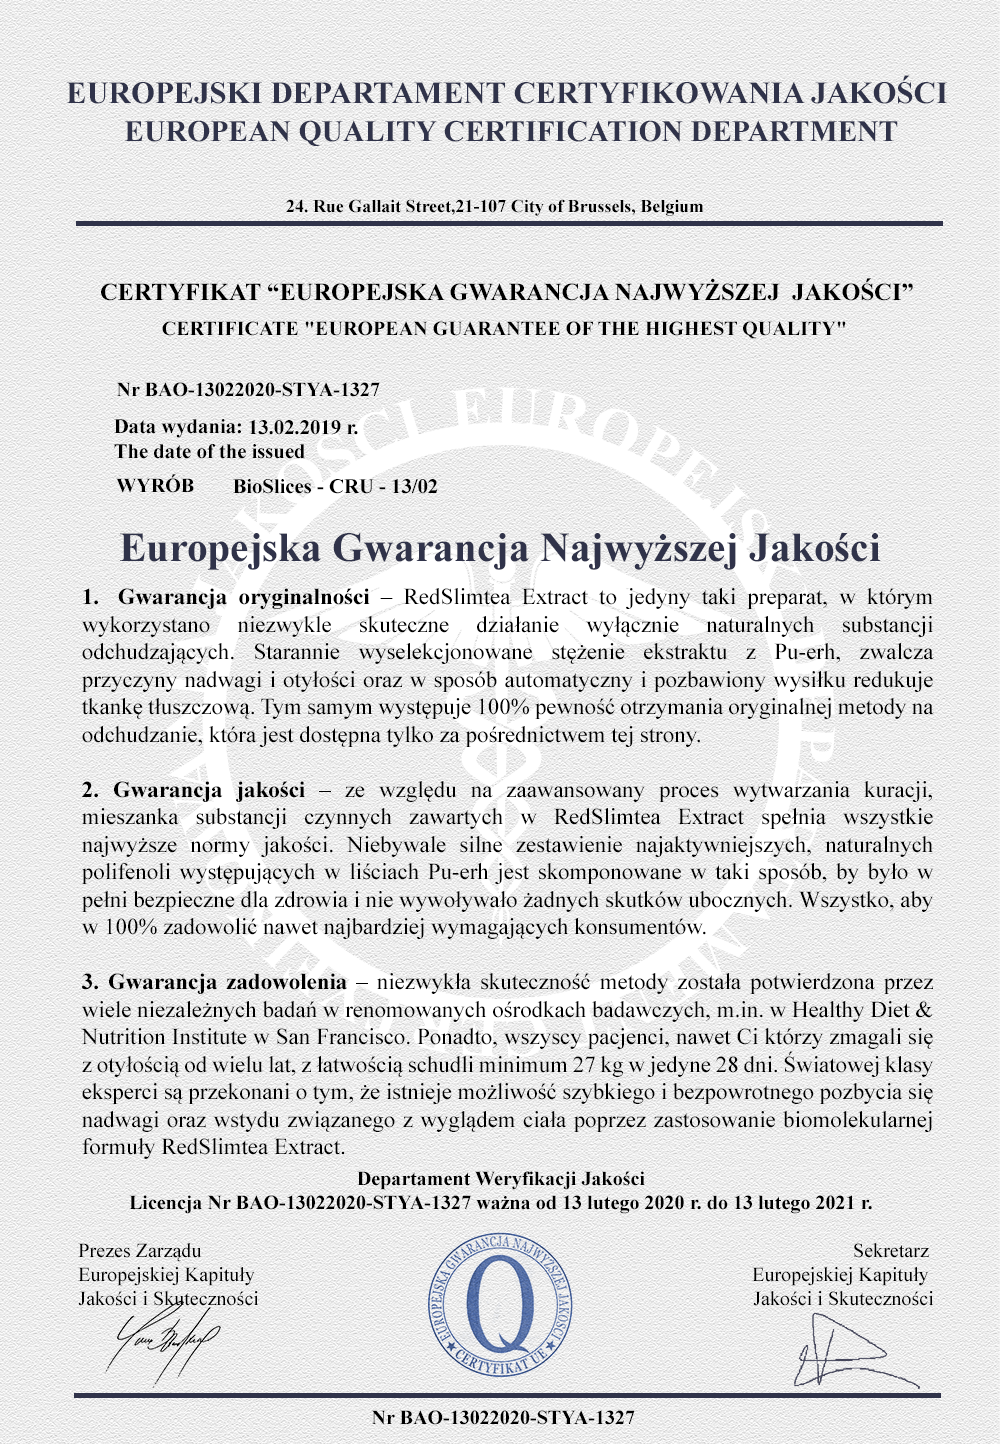 EUROPEJSKI DEPARTAMENT CERTYFIKOWANIA JAKOŚCI
EUROPEAN QUALITY CERTIFICATION DEPARTMENT
24. Rue Gallait Street,21-107 City of Brussels, Belgium
CERTYFIKAT “EUROPEJSKA GWARANCJA NAJWYŻSZEJ JAKOŚCI”
CERTIFICATE "EUROPEAN GUARANTEE OF THE HIGHEST QUALITY"
Nr BAO-13022020-STYA-1327
Data wydania: 13.02.2019 r.
The date of the issued
WYRÓB BioSlices - CRU - 13/02
Europejska Gwarancja Najwyższej Jakości
1. Gwarancja oryginalności – RedSlimtea Extract to jedyny taki preparat, w którym
wykorzystano niezwykle skuteczne działanie wyłącznie naturalnych substancji
odchudzających. Starannie wyselekcjonowane stężenie ekstraktu z Pu-erh, zwalcza
przyczyny nadwagi i otyłości oraz w sposób automatyczny i pozbawiony wysiłku redukuje
tkankę tłuszczową. Tym samym występuje 100% pewność otrzymania oryginalnej metody na
odchudzanie, która jest dostępna tylko za pośrednictwem tej strony.
2. Gwarancja jakości – ze względu na zaawansowany proces wytwarzania kuracji,
mieszanka substancji czynnych zawartych w RedSlimtea Extract spełnia wszystkie
najwyższe normy jakości. Niebywale silne zestawienie najaktywniejszych, naturalnych
polifenoli występujących w liściach Pu-erh jest skomponowane w taki sposób, by było w
pełni bezpieczne dla zdrowia i nie wywoływało żadnych skutków ubocznych. Wszystko, aby
w 100% zadowolić nawet najbardziej wymagających konsumentów.
3. Gwarancja zadowolenia – niezwykła skuteczność metody została potwierdzona przez
wiele niezależnych badań w renomowanych ośrodkach badawczych, m.in. w Healthy Diet &
Nutrition Institute w San Francisco. Ponadto, wszyscy pacjenci, nawet Ci którzy zmagali się
z otyłością od wielu lat, z łatwością schudli minimum 27 kg w jedyne 28 dni. Światowej klasy
eksperci są przekonani o tym, że istnieje możliwość szybkiego i bezpowrotnego pozbycia się
nadwagi oraz wstydu związanego z wyglądem ciała poprzez zastosowanie biomolekularnej
formuły RedSlimtea Extract.
Departament Weryfikacji Jakości
Licencja Nr BAO-13022020-STYA-1327 ważna od 13 lutego 2020 r. do 13 lutego 2021 r.
Prezes Zarządu
Europejskiej Kapituły
Jakości i Skuteczności
EUROPEJSKA GWARANCJA NAJWYŻSZEJ JAKOŚCI
Q
CERTYFIKAT UE
Sekretarz
Europejskiej Kapituły
Jakości i Skuteczności
Nr BAO-13022020-STYA-1327